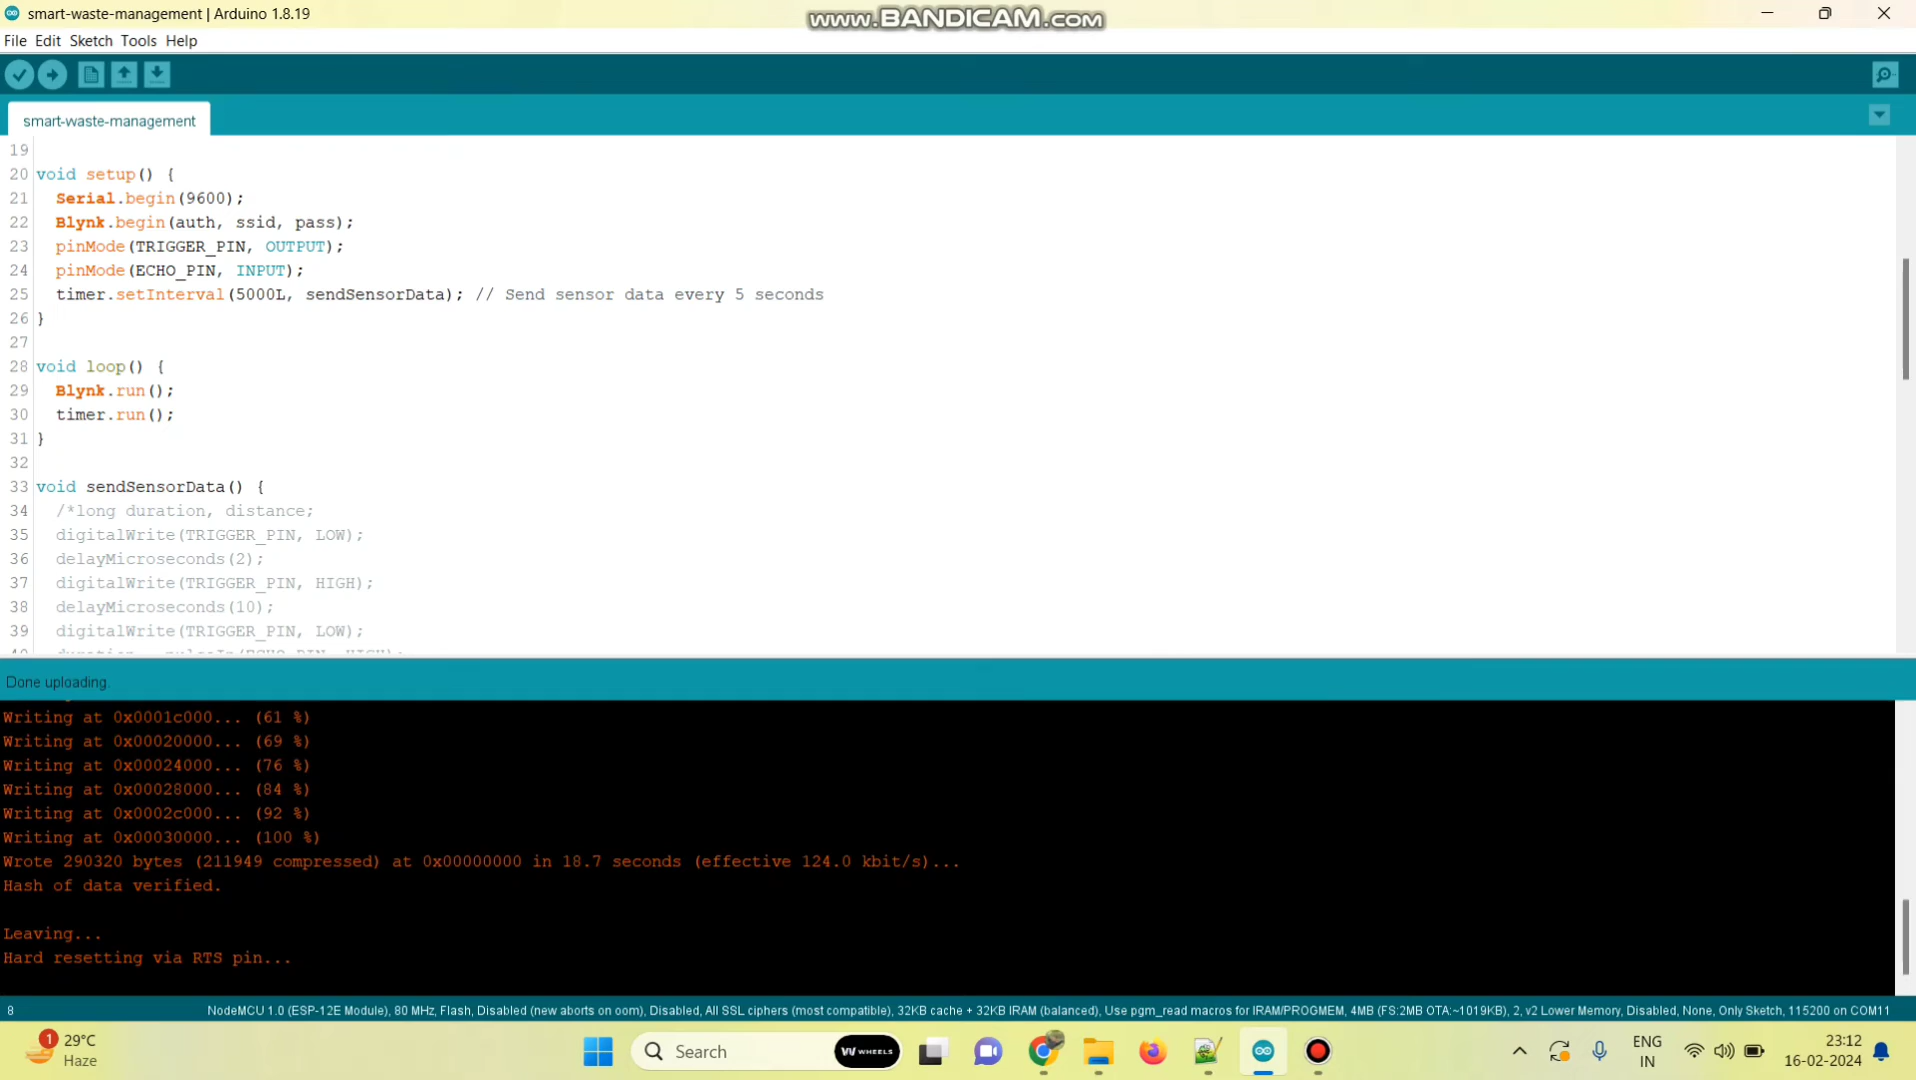 smart-waste-management | Arduino 1.8.19
www.BANDICAM.com
File Edit Sketch Tools Help
smart-waste-management
19
20 void setup() {
21 Serial.begin(9600);
22 Blynk.begin(auth, ssid, pass);
23 pinMode(TRIGGER_PIN, OUTPUT);
24 pinMode(ECHO_PIN, INPUT);
25 timer.setInterval(5000L, sendSensorData); // Send sensor data every 5 seconds
26 }
27
28 void loop() {
29 Blynk.run();
30 timer.run();
31 }
32
33 void sendSensorData() {
34 /*long duration, distance;
35 digitalWrite(TRIGGER_PIN, LOW);
36 delayMicroseconds(2);
37 digitalWrite(TRIGGER_PIN, HIGH);
38 delayMicroseconds(10);
39 digitalWrite(TRIGGER_PIN, LOW);
Done uploading.
Writing at 0x0001c000... (61 %)
Writing at 0x00020000... (69 %)
Writing at 0x00024000... (76 %)
Writing at 0x00028000... (84 %)
Writing at 0x0002c000... (92 %)
Writing at 0x00030000... (100 %)
Wrote 290320 bytes (211949 compressed) at 0x00000000 in 18.7 seconds (effective 124.0 kbit/s)...
Hash of data verified.
Leaving...
Hard resetting via RTS pin...
8 NodeMCU 1.0 (ESP-12E Module), 80 MHz, Flash, Disabled (new aborts on oom), Disabled, All SSL ciphers (most compatible), 32KB cache + 32KB IRAM (balanced), Use pgm_read macros for IRAM/PROGMEM, 4MB (FS:2MB OTA:~1019KB), 2, v2 Lower Memory, Disabled, None, Only Sketch, 115200 on COM11
1 29°C
Haze
Search
WHEELS
ENG
IN
23:12
16-02-2024